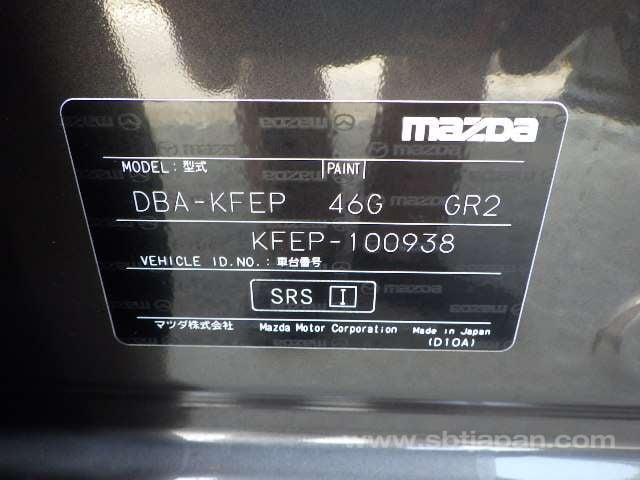 mazda
MODEL:型式 PAINT
DBA-KFEP 46G GR2
KFEP-100938
VEHICLE ID.NO.:車台番号
SRS I
マツダ株式会社 Mazda Motor Corporation Made in Japan
(D10A)
www.sbtjapan.com